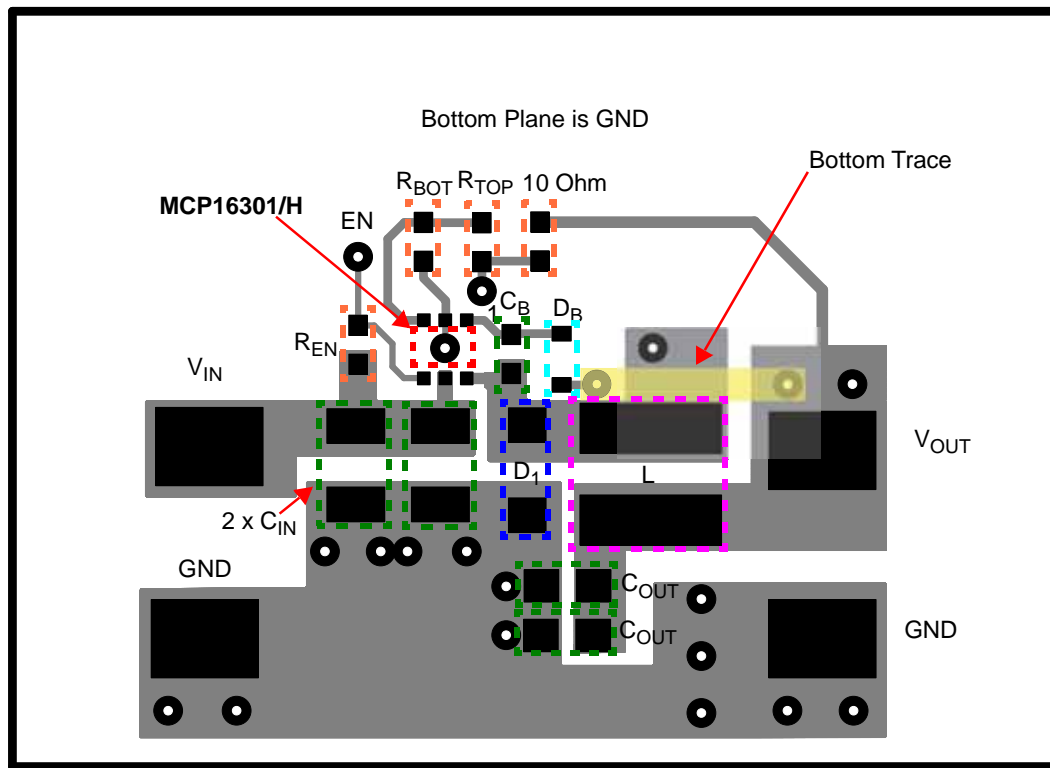 Bottom Plane is GND
Bottom Trace
RBOT RTOP 10 Ohm
MCP16301/H
EN
1 CB DB
REN
VIN
VOUT
D1 L
2 x CIN
GND
COUT
COUT
GND